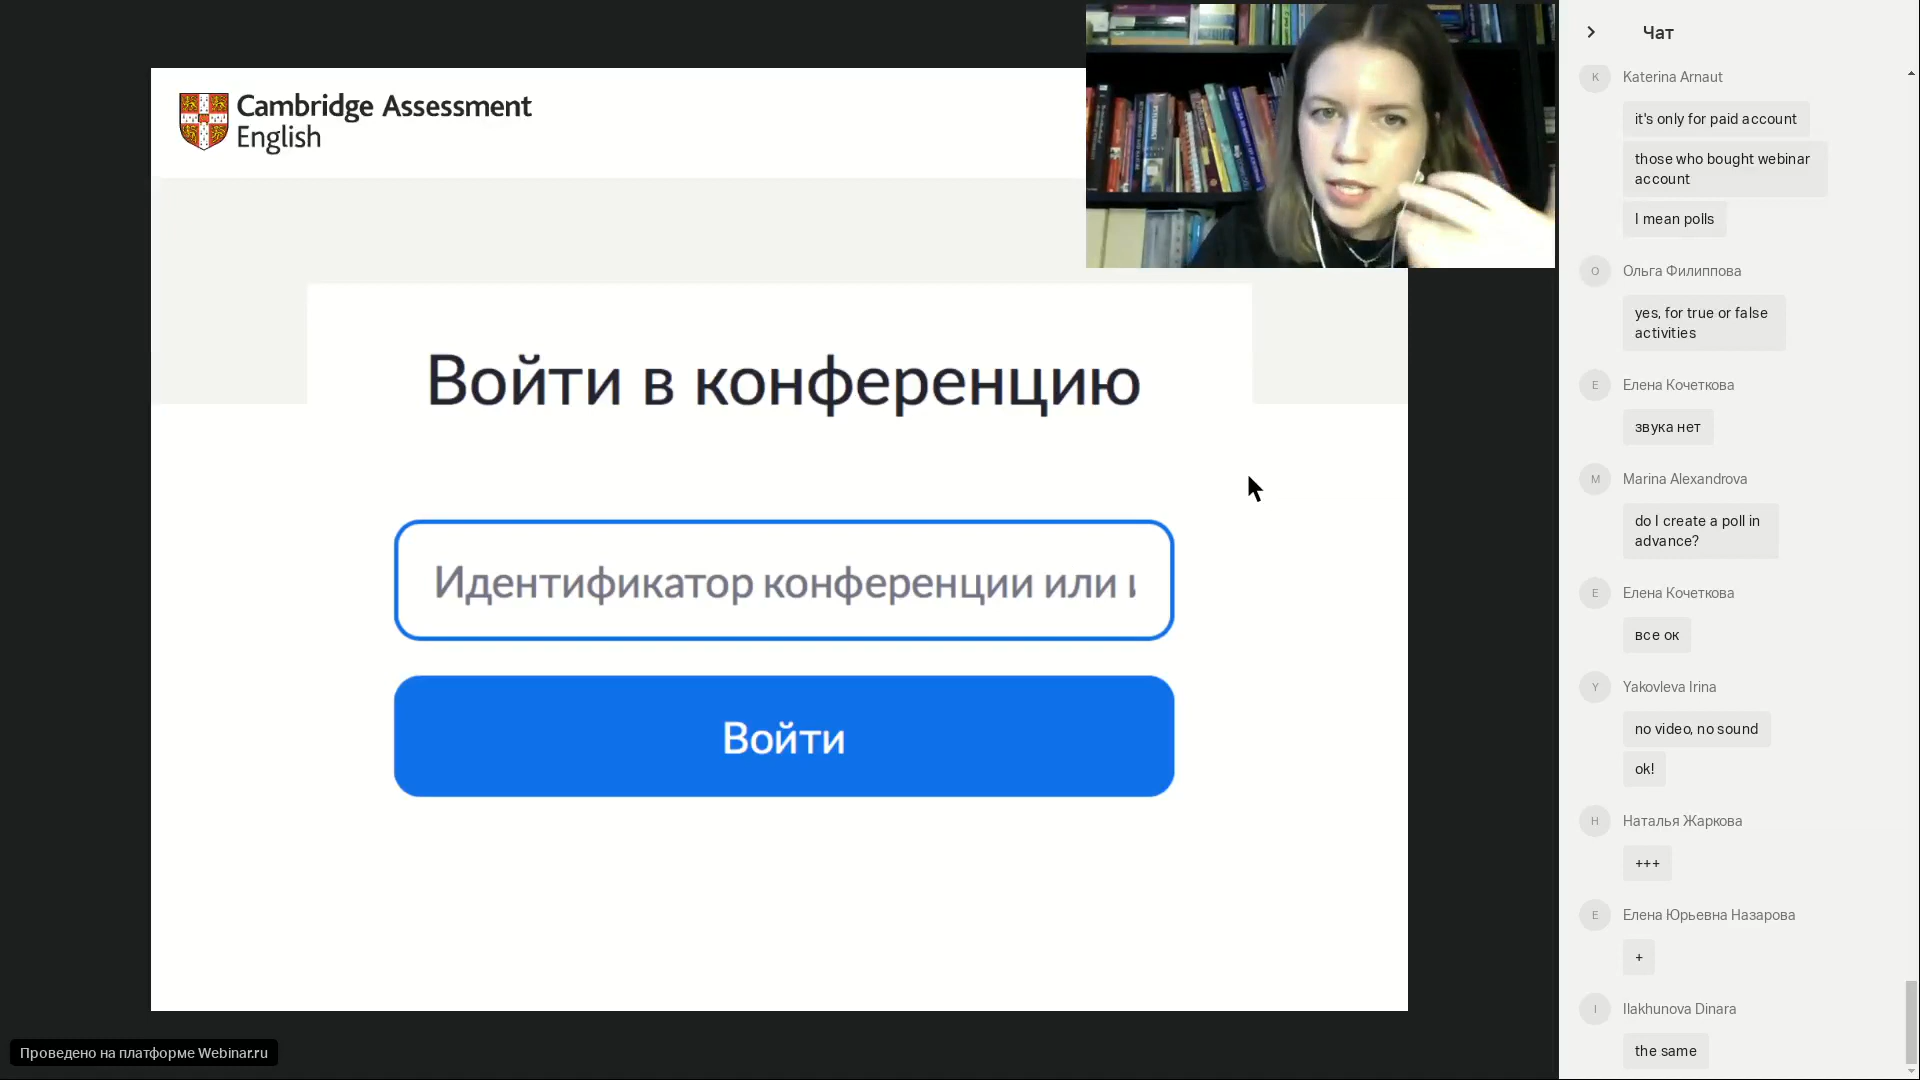 Cambridge Assessment
English
Войти в конференцию
Идентификатор конференции или
Войти
Проведено на платформе Webinar.ru
Чат
K
Katerina Arnaut
it's only for paid account
those who bought webinar
account
I mean polls
О
Ольга Филиппова
yes, for true or false
activities
Е
Елена Кочеткова
звука нет
M
Marina Alexandrova
do I create a poll in
advance?
Е
Елена Кочеткова
все ок
Y
Yakovleva Irina
no video, no sound
ok!
Н
Наталья Жаркова
+++
Е
Елена Юрьевна Назарова
+
I
Ilakhunova Dinara
the same